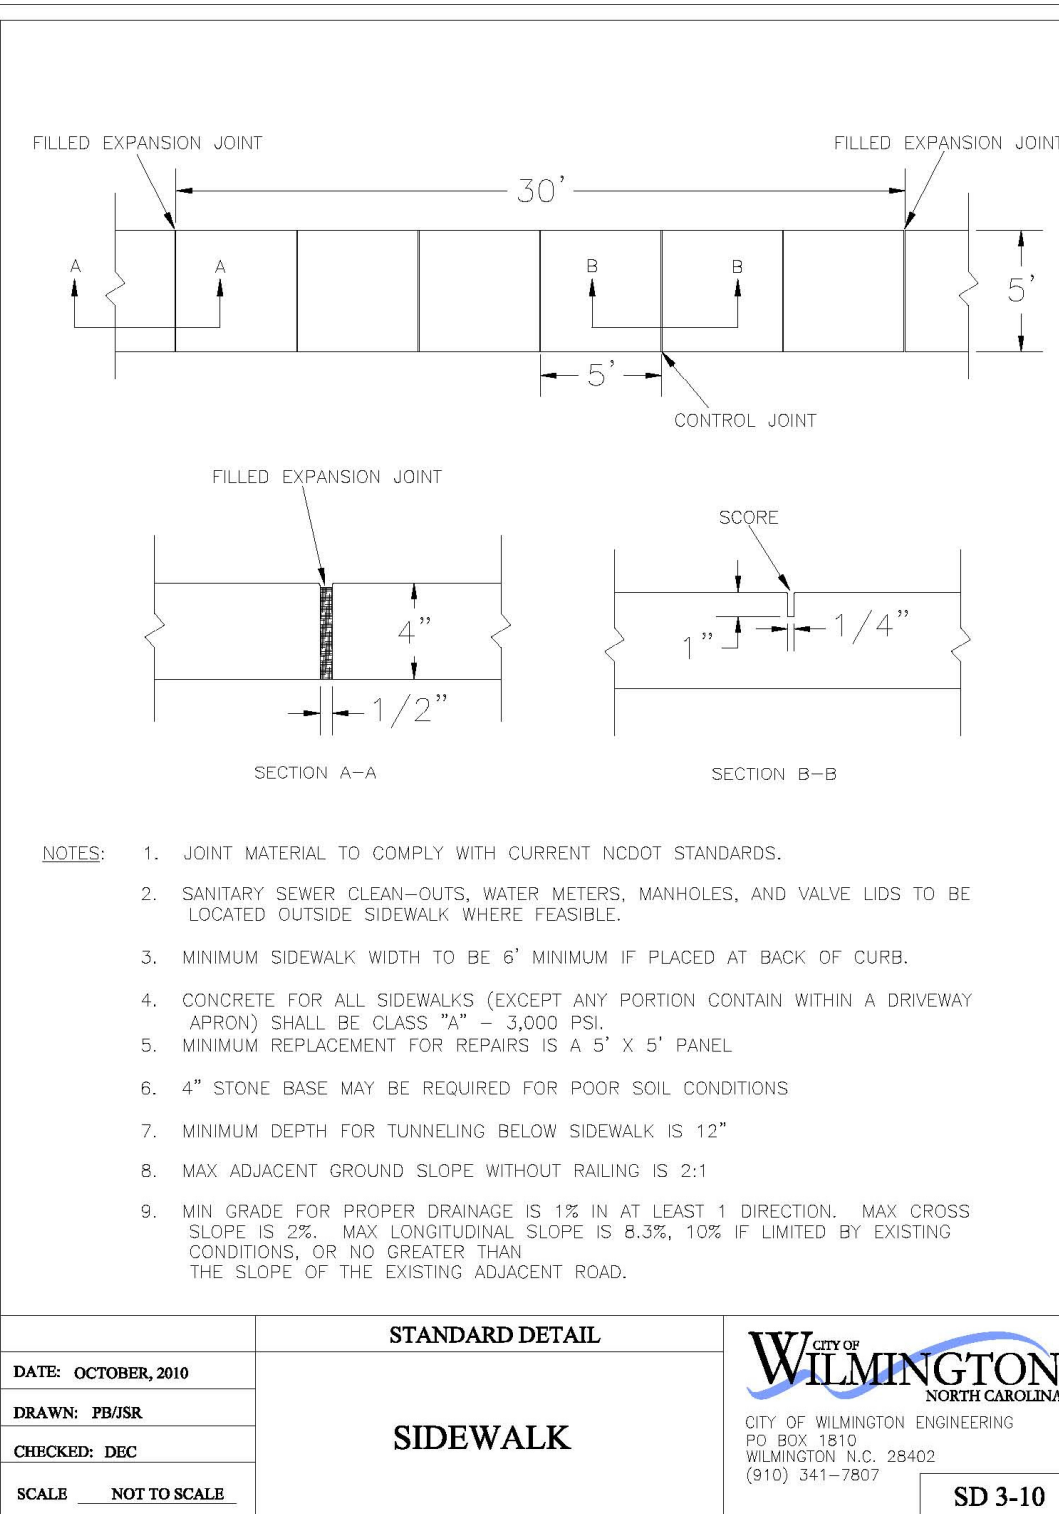 FILLED EXPANSION JOINT
FILLED EXPANSION JOINT
30'
A
A
B
B
5'
5'
CONTROL JOINT
FILLED EXPANSION JOINT
SCORE
4"
1"
1/4"
1/2"
SECTION A-A
SECTION B-B
NOTES: 1. JOINT MATERIAL TO COMPLY WITH CURRENT NCDOT STANDARDS.
2. SANITARY SEWER CLEAN-OUTS, WATER METERS, MANHOLES, AND VALVE LIDS TO BE
LOCATED OUTSIDE SIDEWALK WHERE FEASIBLE.
3. MINIMUM SIDEWALK WIDTH TO BE 6' MINIMUM IF PLACED AT BACK OF CURB.
4. CONCRETE FOR ALL SIDEWALKS (EXCEPT ANY PORTION CONTAIN WITHIN A DRIVEWAY
APRON) SHALL BE CLASS "A" - 3,000 PSI.
5. MINIMUM REPLACEMENT FOR REPAIRS IS A 5' X 5' PANEL
6. 4" STONE BASE MAY BE REQUIRED FOR POOR SOIL CONDITIONS
7. MINIMUM DEPTH FOR TUNNELING BELOW SIDEWALK IS 12"
8. MAX ADJACENT GROUND SLOPE WITHOUT RAILING IS 2:1
9. MIN GRADE FOR PROPER DRAINAGE IS 1% IN AT LEAST 1 DIRECTION. MAX CROSS
SLOPE IS 2%. MAX LONGITUDINAL SLOPE IS 8.3%, 10% IF LIMITED BY EXISTING
CONDITIONS, OR NO GREATER THAN
THE SLOPE OF THE EXISTING ADJACENT ROAD.
STANDARD DETAIL
DATE: OCTOBER, 2010
DRAWN: PB/JSR
CHECKED: DEC
SCALE NOT TO SCALE
SIDEWALK
CITY OF
WILMINGTON
NORTH CAROLINA
CITY OF WILMINGTON ENGINEERING
PO BOX 1810
WILMINGTON N.C. 28402
(910) 341-7807
SD 3-10